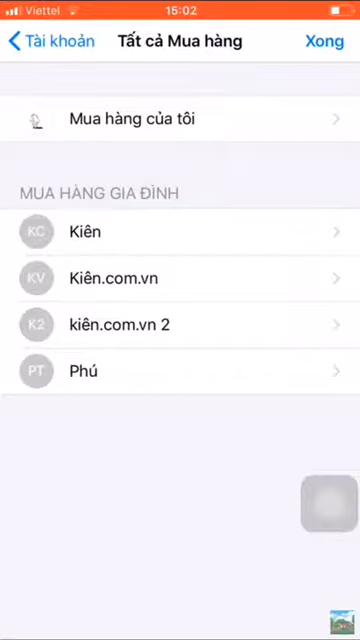 Viettel 15:02
Tài khoản Tất cả Mua hàng Xong
Mua hàng của tôi
MUA HÀNG GIA ĐÌNH
KC Kiên
KV Kiên.com.vn
K2 kiên.com.vn 2
PT Phú